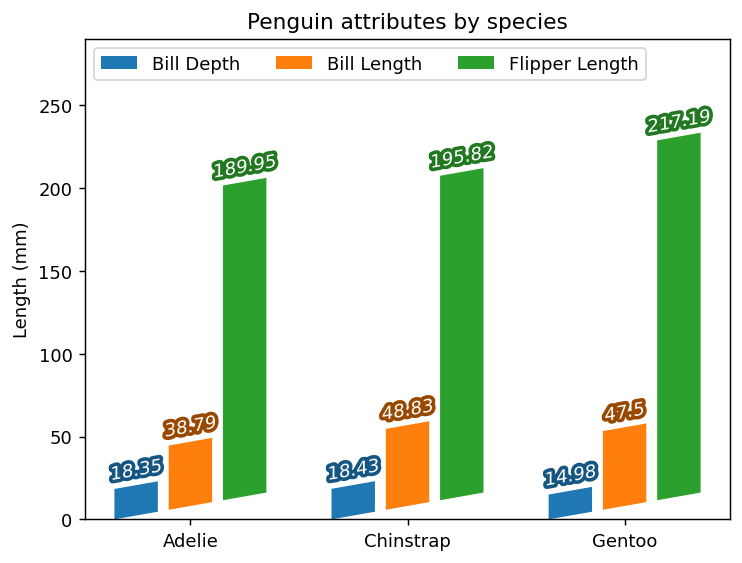 Penguin attributes by species
Bill Depth Bill Length Flipper Length
Length (mm)
250
200
150
100
50
0
18.35 38.79 189.95
18.43 48.83 195.82
14.98 47.5 217.19
Adelie Chinstrap Gentoo